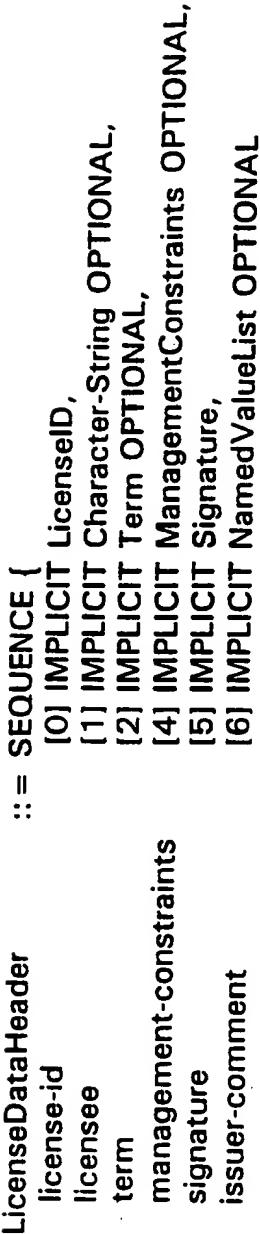 LicenseDataHeader ::= SEQUENCE {
license-id [0] IMPLICIT LicenseID,
licensee [1] IMPLICIT Character-String OPTIONAL,
term [2] IMPLICIT Term OPTIONAL,
management-constraints [4] IMPLICIT ManagementConstraints OPTIONAL,
signature [5] IMPLICIT Signature,
issuer-comment [6] IMPLICIT NamedValueList OPTIONAL